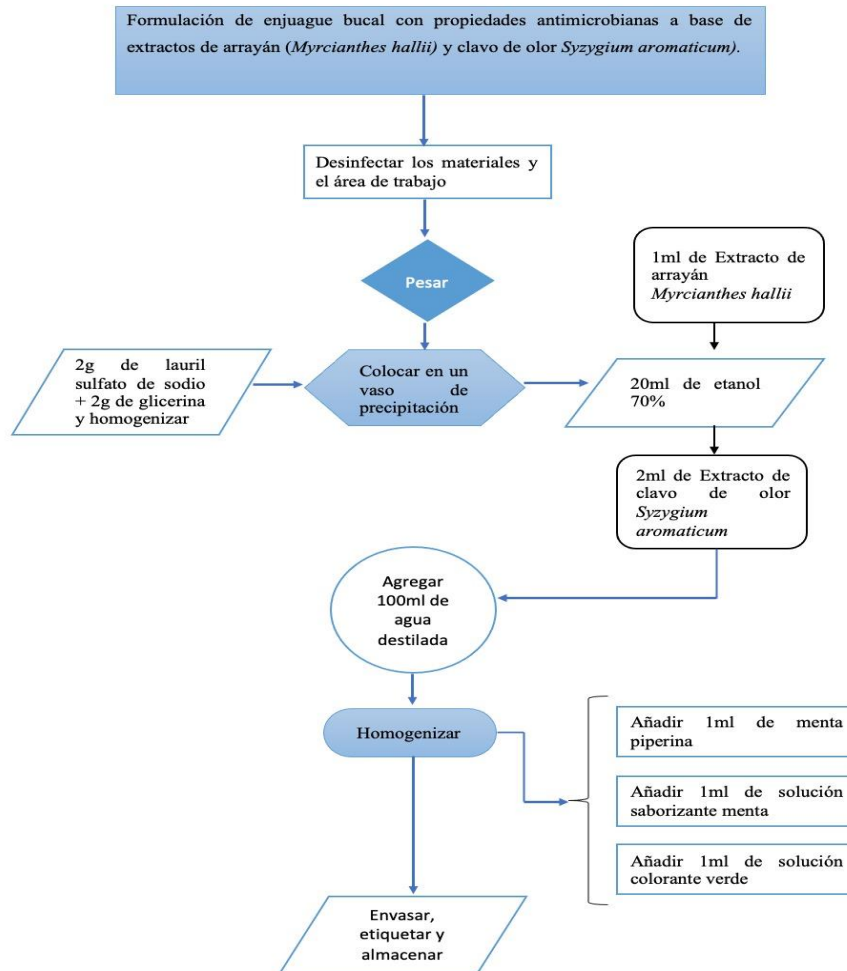 Formulación de enjuague bucal con propiedades antimicrobianas a base de
extractos de arrayán (Myrcianthes hallii) y clavo de olor Syzygium aromaticum).
Desinfectar los materiales y
el área de trabajo
Pesar
1ml de Extracto de
arrayán
Myrcianthes hallii
2g de lauril
sulfato de sodio
+ 2g de glicerina
y homogenizar
Colocar en un
vaso de
precipitación
20ml de etanol
70%
2ml de Extracto de
clavo de olor
Syzygium
aromaticum
Agregar
100ml de
agua
destilada
Homogenizar
Añadir 1ml de menta
piperina
Añadir 1ml de solución
saborizante menta
Añadir 1ml de solución
colorante verde
Envasar,
etiquetar y
almacenar